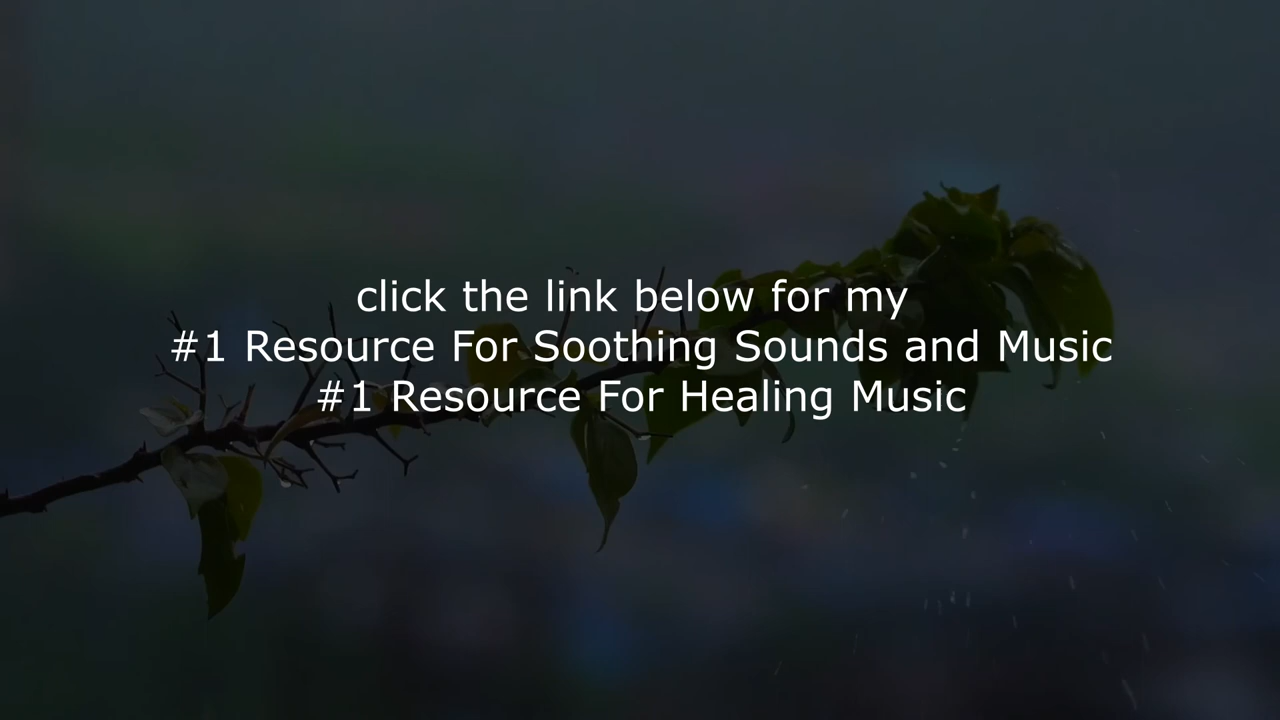 click the link below for my
#1 Resource For Soothing Sounds and Music
#1 Resource For Healing Music